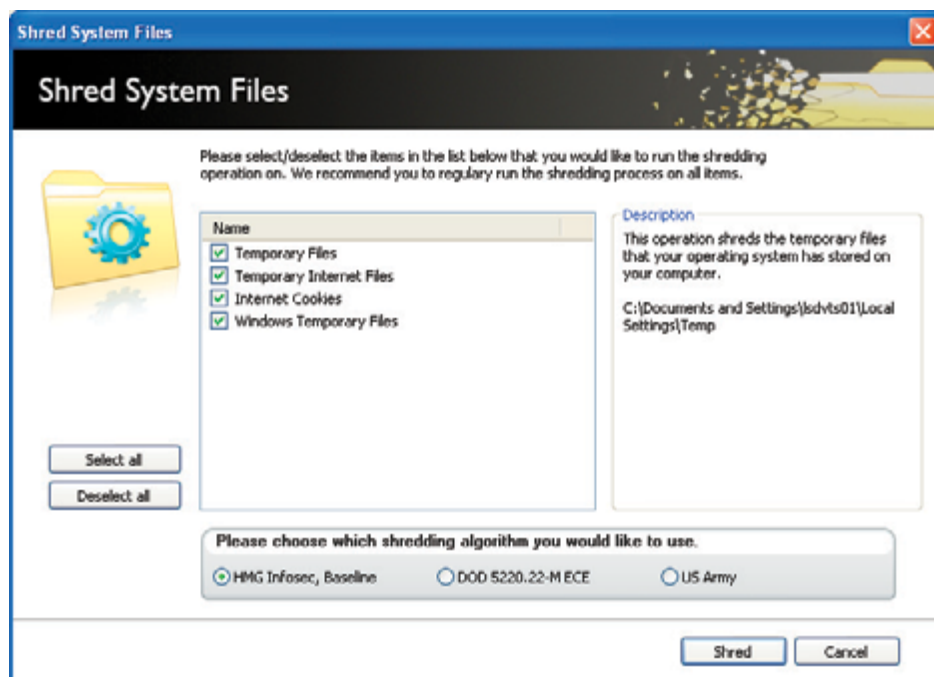 Shred System Files
Shred System Files
Please select/deselect the items in the list below that you would like to run the shredding
operation on. We recommend you to regulary run the shredding process on all items.
Name
Temporary Files
Temporary Internet Files
Internet Cookies
Windows Temporary Files
Description
This operation shreds the temporary files
that your operating system has stored on
your computer.
C:\Documents and Settings\lsdvts01\Local
Settings\Temp
Select all
Deselect all
Please choose which shredding algorithm you would like to use.
HMG Infosec, Baseline
DOD 5220.22-M ECE
US Army
Shred
Cancel